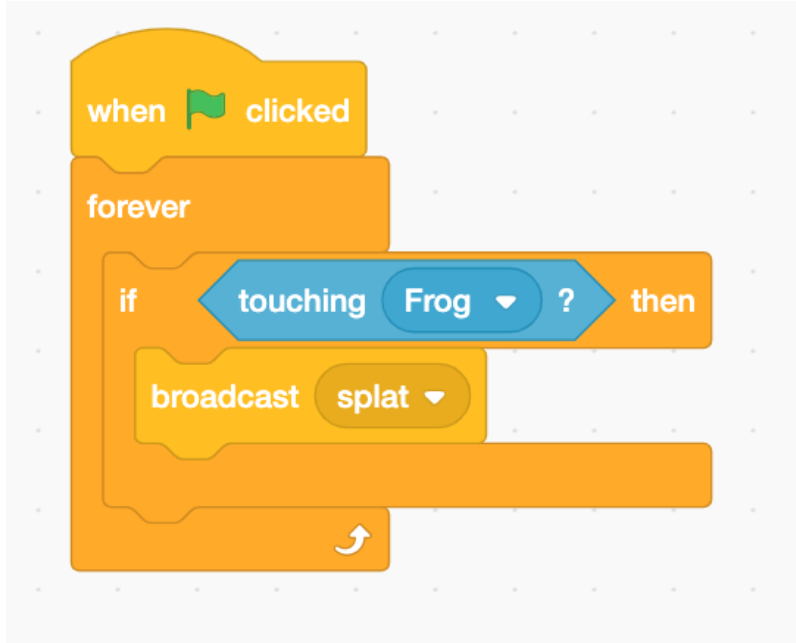 when clicked
forever
if touching Frog ? then
broadcast splat